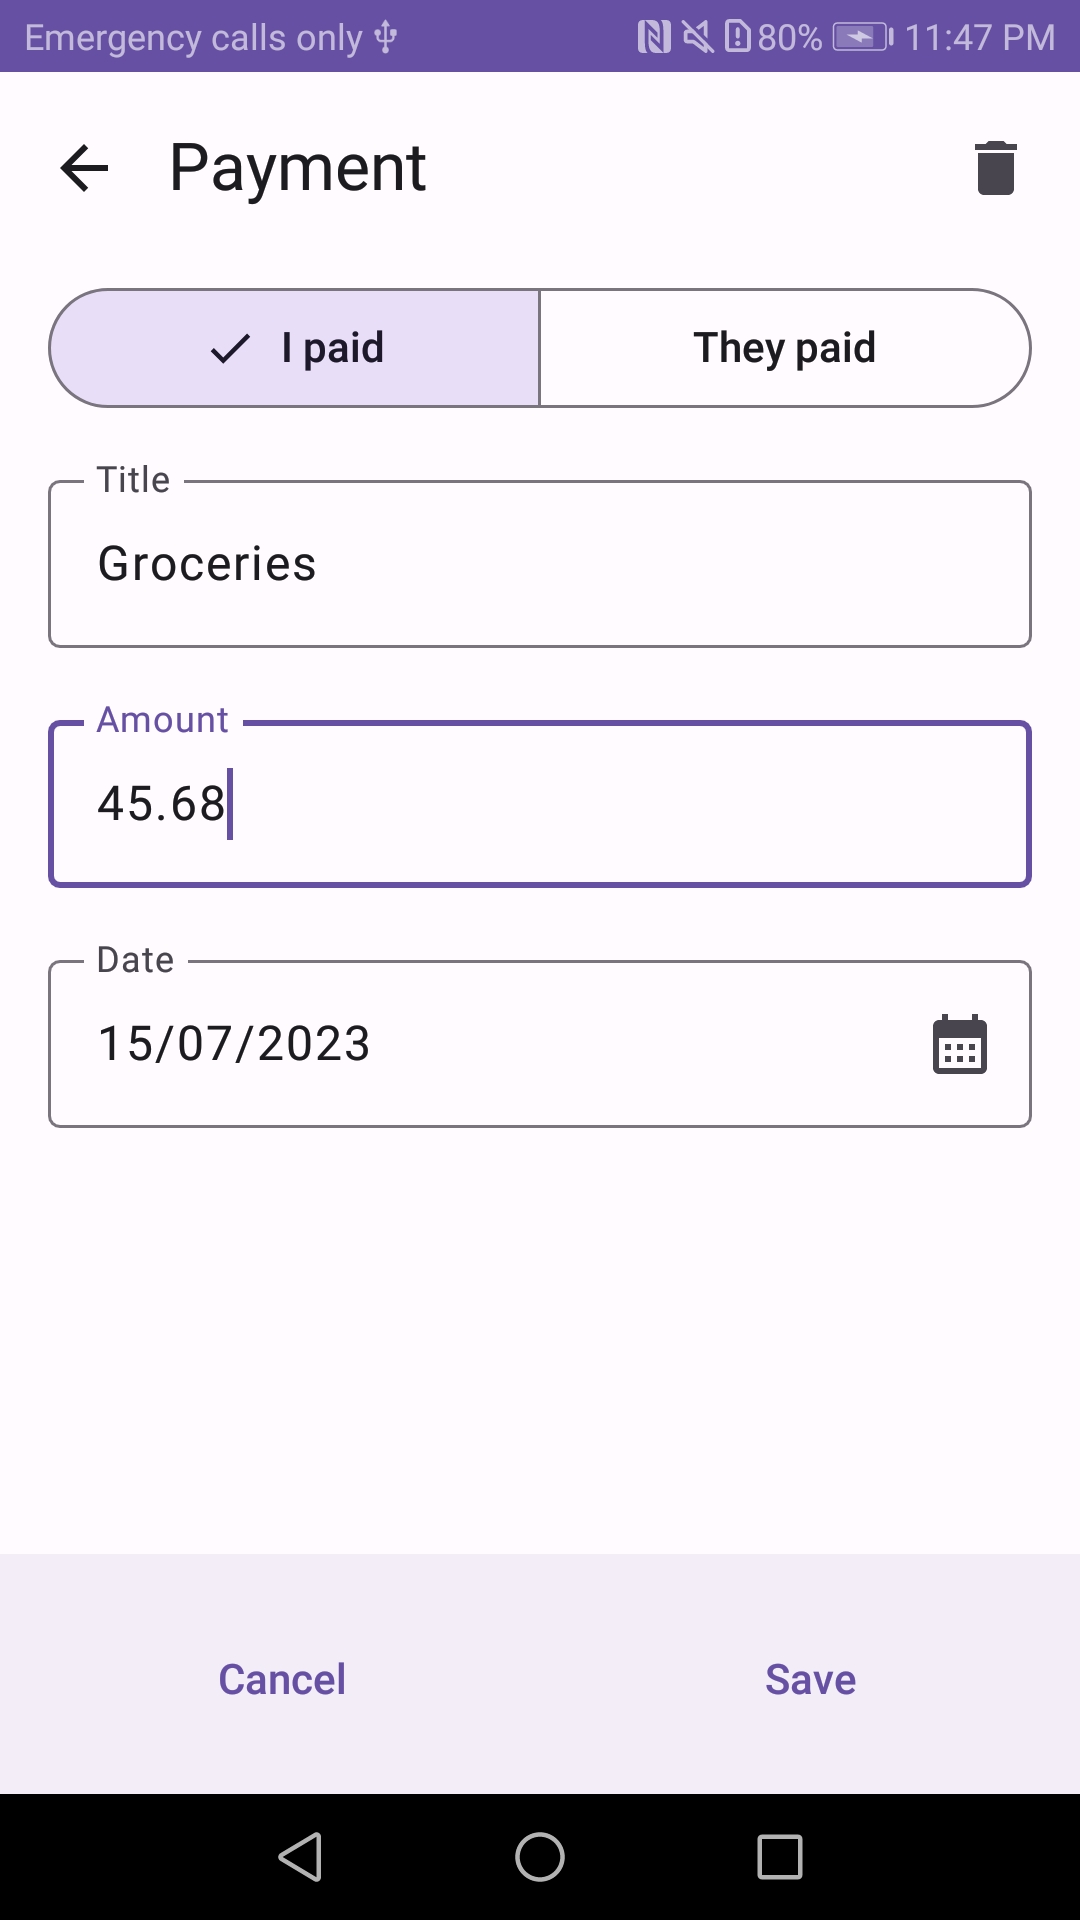 Emergency calls only 80% 11:47 PM
Payment
I paid They paid
Title
Groceries
Amount
45.68
Date
15/07/2023
Cancel Save